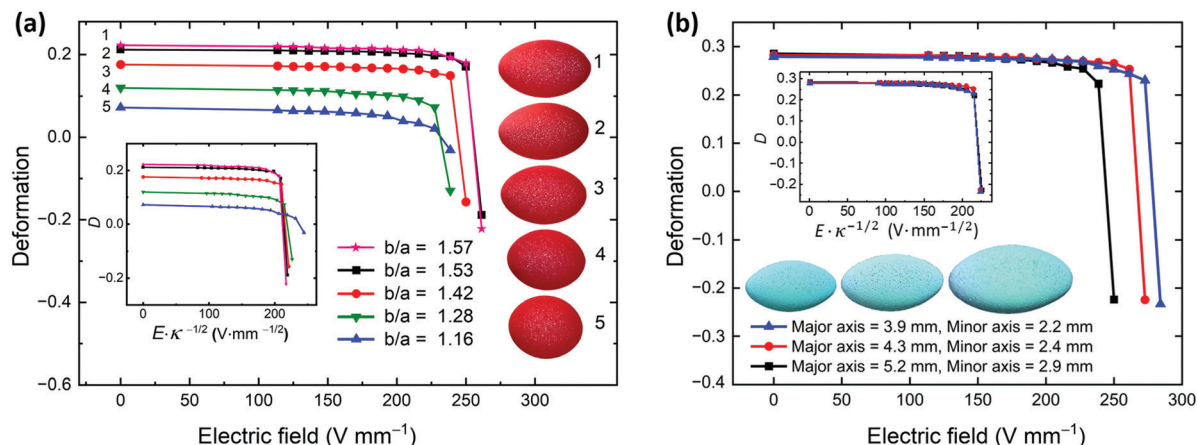 (a)
Deformation
0.2
0.0
−0.2
−0.4
−0.6
1
2
3
4
5
D
0.2
0.0
−0.2
0 100 200 300
E·κ −1/2 (V·mm −1/2)
b/a = 1.57
b/a = 1.53
b/a = 1.42
b/a = 1.28
b/a = 1.16
1
2
3
4
5
0 50 100 150 200 250 300 350
Electric field (V mm−1)
(b)
Deformation
0.3
0.2
0.1
0.0
−0.1
−0.2
−0.3
−0.4
D
0.3
0.2
0.1
0.0
−0.1
−0.2
0 50 100 150 200
E·κ−1/2 (V·mm−1/2)
Major axis = 3.9 mm, Minor axis = 2.2 mm
Major axis = 4.3 mm, Minor axis = 2.4 mm
Major axis = 5.2 mm, Minor axis = 2.9 mm
0 50 100 150 200 250 300
Electric field (V mm−1)